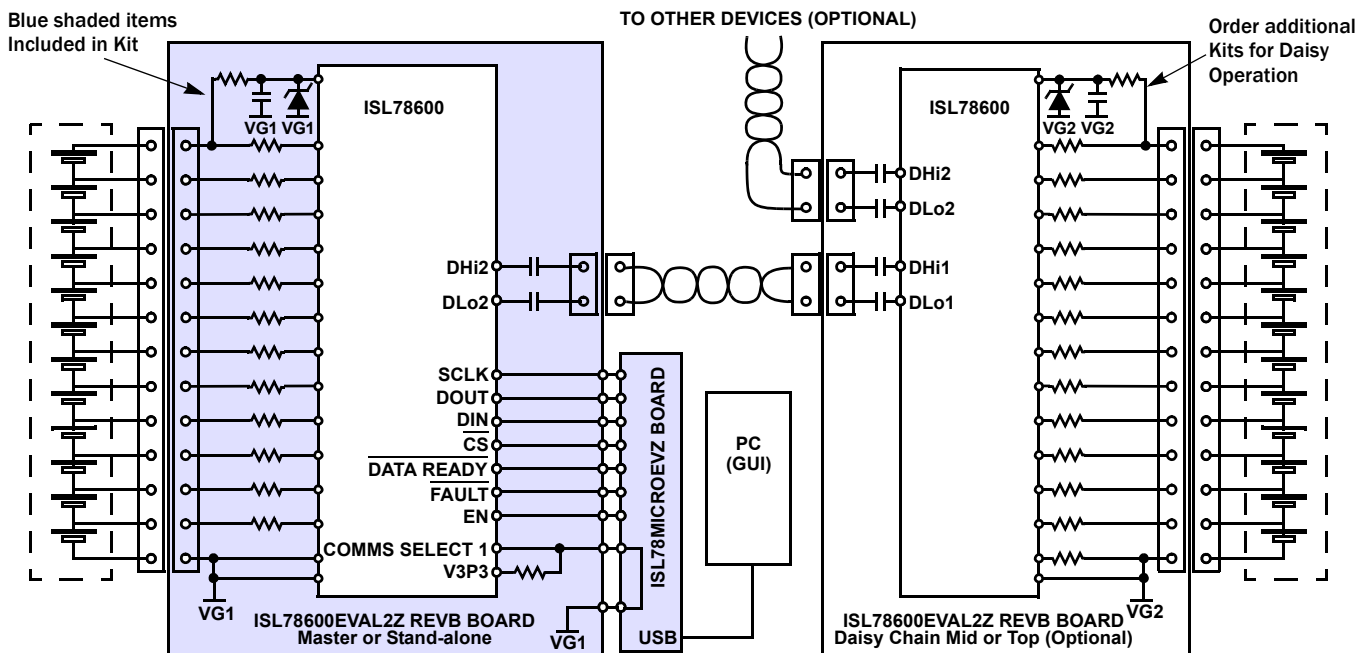 Blue shaded items
Included in Kit
TO OTHER DEVICES (OPTIONAL)
Order additional
Kits for Daisy
Operation
VG1
VG1
ISL78600
DHi2
DLo2
SCLK
DOUT
DIN
CS
DATA READY
FAULT
EN
COMMS SELECT 1
V3P3
VG1
VG1
ISL78600EVAL2Z REVB BOARD
Master or Stand-alone
ISL78MICROEVZ BOARD
USB
PC
(GUI)
ISL78600
VG2
VG2
DHi2
DLo2
DHi1
DLo1
VG2
ISL78600EVAL2Z REVB BOARD
Daisy Chain Mid or Top (Optional)